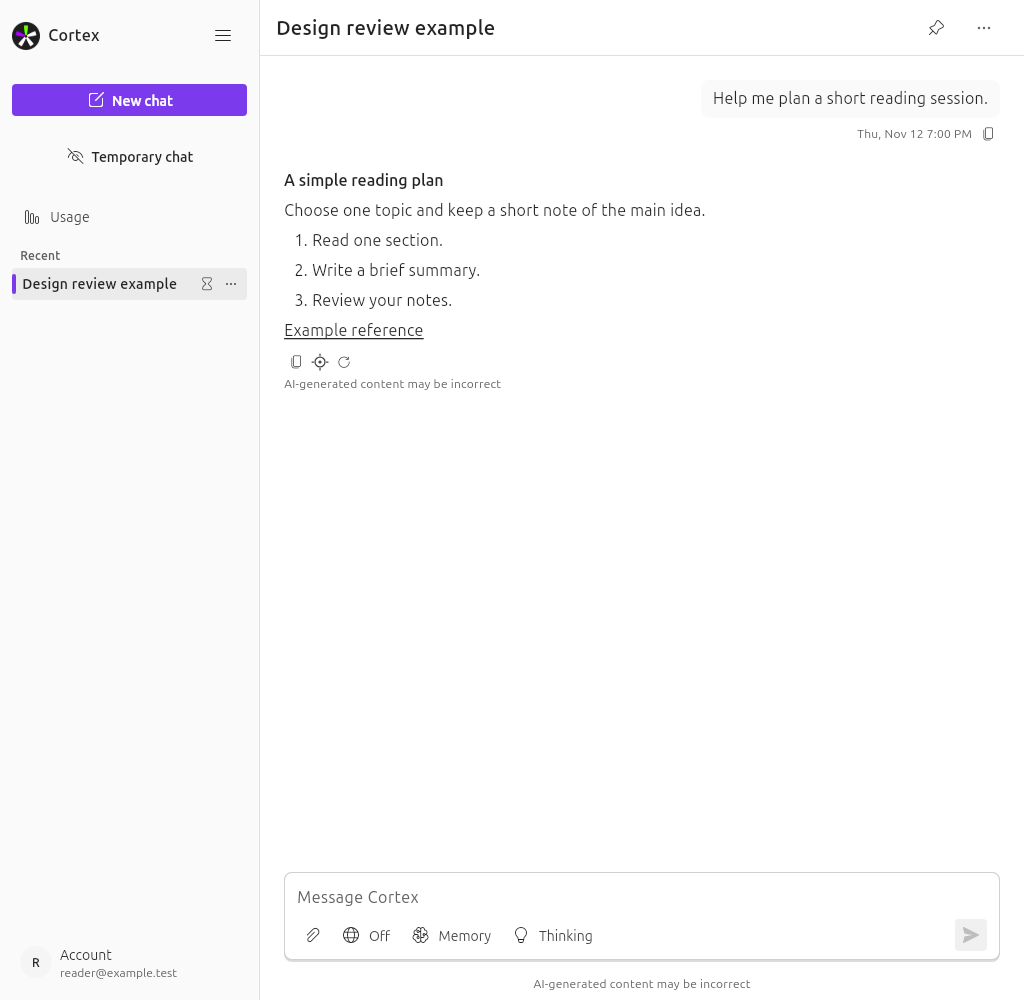 Cortex
New chat
Temporary chat
Usage
Recent
Design review example
Account
R
reader@example.test
Design review example
Help me plan a short reading session.
Thu, Nov 12 7:00 PM
A simple reading plan
Choose one topic and keep a short note of the main idea.
1. Read one section.
2. Write a brief summary.
3. Review your notes.
Example reference
AI-generated content may be incorrect
Message Cortex
Off Memory Thinking
AI-generated content may be incorrect